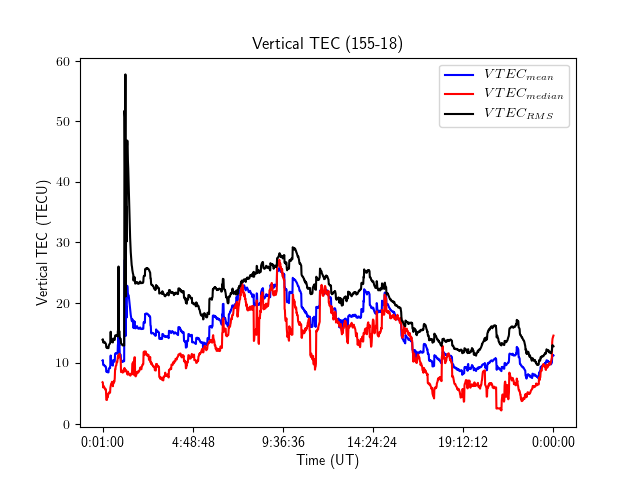 Vertical TEC (155-18)
VTEC_mean
VTEC_median
VTEC_RMS
Vertical TEC (TECU)
60
50
40
30
20
10
0
0:01:00 4:48:48 9:36:36 14:24:24 19:12:12 0:00:00
Time (UT)